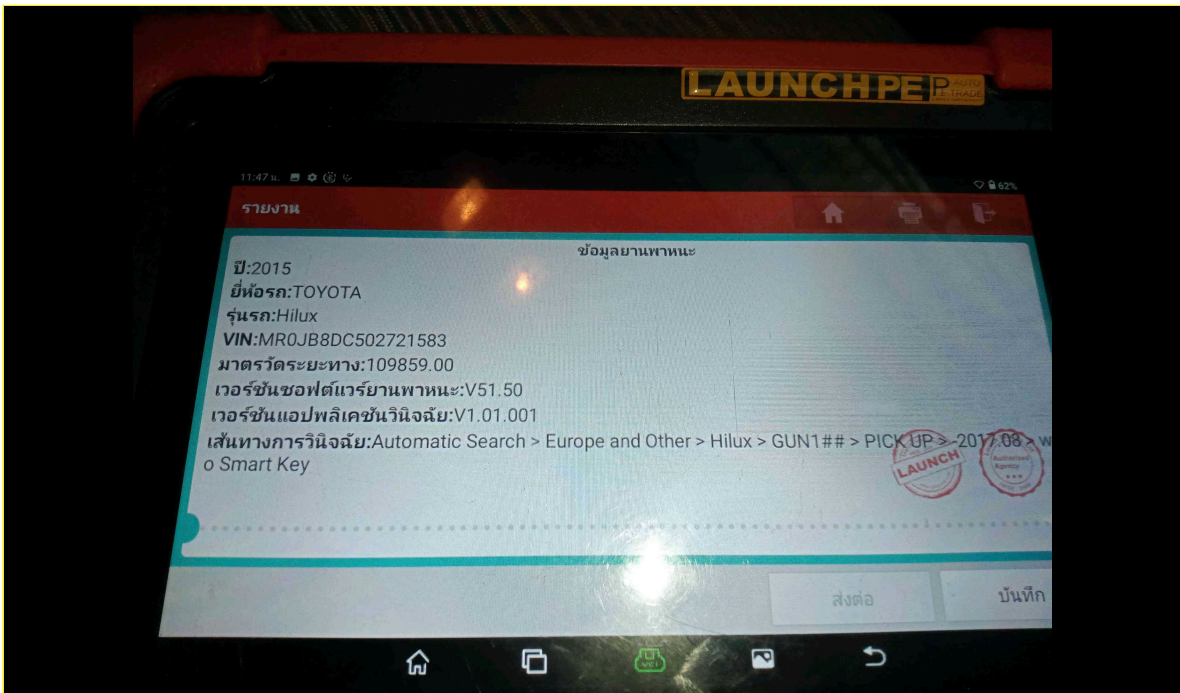 LAUNCH PE P AUTO
E-TRADE
11:47 น.
62%
รายงาน
ข้อมูลยานพาหนะ
ปี:2015
ยี่ห้อรถ:TOYOTA
รุ่นรถ:Hilux
VIN:MR0JB8DC502721583
มาตรวัดระยะทาง:109859.00
เวอร์ชันซอฟต์แวร์ยานพาหนะ:V51.50
เวอร์ชันแอปพลิเคชันวินิจฉัย:V1.01.001
เส้นทางการวินิจฉัย:Automatic Search > Europe and Other > Hilux > GUN1## > PICK UP > -2017.08 > w
o Smart Key
LAUNCH
Authorised
Agency
ส่งต่อ
บันทึก
VCI